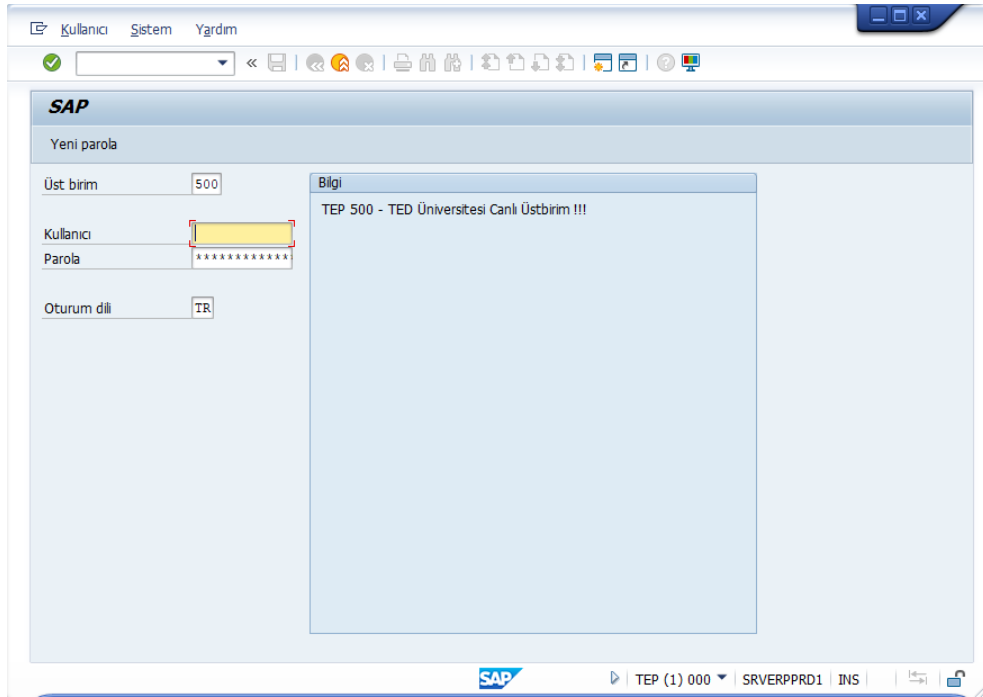 Kullanıcı Sistem Yardım
SAP
Yeni parola
Üst birim 500
Bilgi
TEP 500 - TED Üniversitesi Canlı Üstbirim !!!
Kullanıcı
Parola ************
Oturum dili TR
SAP
TEP (1) 000 SRVERPPRD1 INS